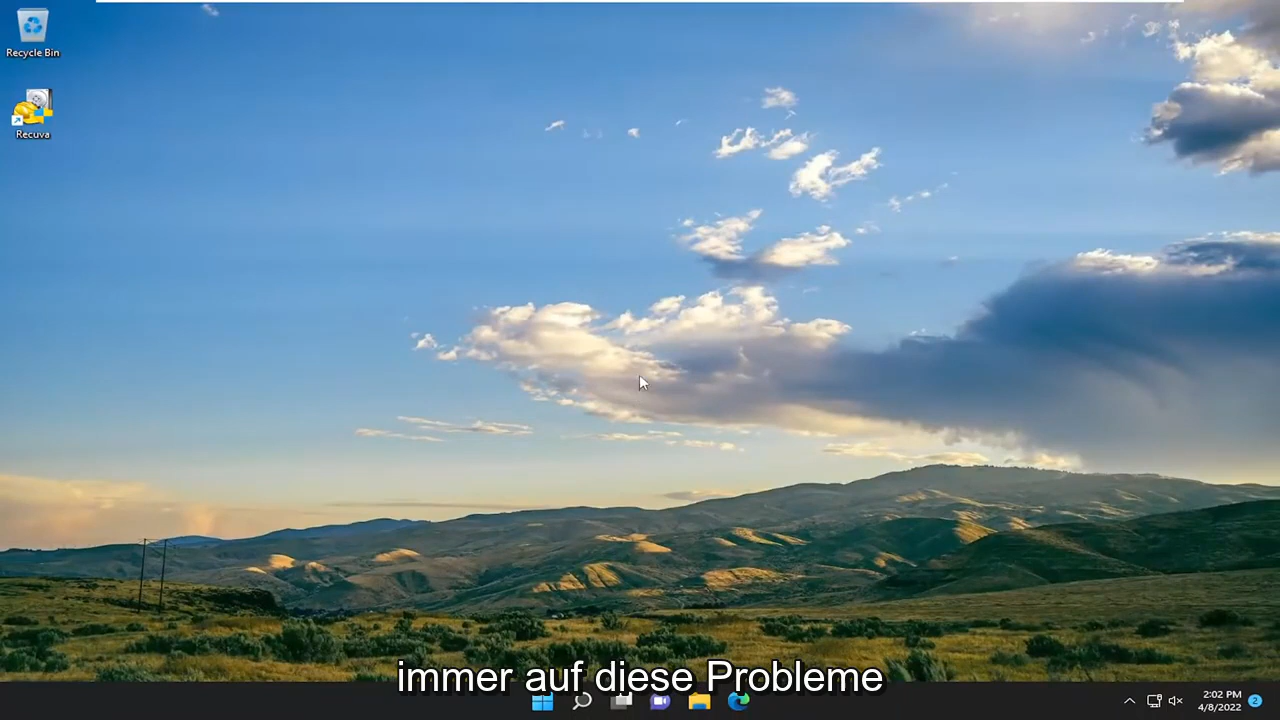 Recycle Bin
Recuva
immer auf diese Probleme
2:02 PM
4/8/2022
2